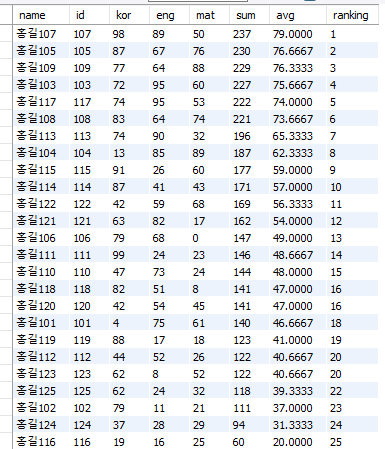 name id kor eng mat sum avg ranking
홍길107 107 98 89 50 237 79.0000 1
홍길105 105 87 67 76 230 76.6667 2
홍길109 109 77 64 88 229 76.3333 3
홍길103 103 72 95 60 227 75.6667 4
홍길117 117 74 95 53 222 74.0000 5
홍길108 108 83 64 74 221 73.6667 6
홍길113 113 74 90 32 196 65.3333 7
홍길104 104 13 85 89 187 62.3333 8
홍길115 115 91 26 60 177 59.0000 9
홍길114 114 87 41 43 171 57.0000 10
홍길122 122 42 59 68 169 56.3333 11
홍길121 121 63 82 17 162 54.0000 12
홍길106 106 79 68 0 147 49.0000 13
홍길111 111 99 24 23 146 48.6667 14
홍길110 110 47 73 24 144 48.0000 15
홍길118 118 82 51 8 141 47.0000 16
홍길120 120 42 54 45 141 47.0000 16
홍길101 101 4 75 61 140 46.6667 18
홍길119 119 88 17 18 123 41.0000 19
홍길112 112 44 52 26 122 40.6667 20
홍길123 123 62 8 52 122 40.6667 20
홍길125 125 62 24 32 118 39.3333 22
홍길102 102 79 11 21 111 37.0000 23
홍길124 124 37 28 29 94 31.3333 24
홍길116 116 19 16 25 60 20.0000 25